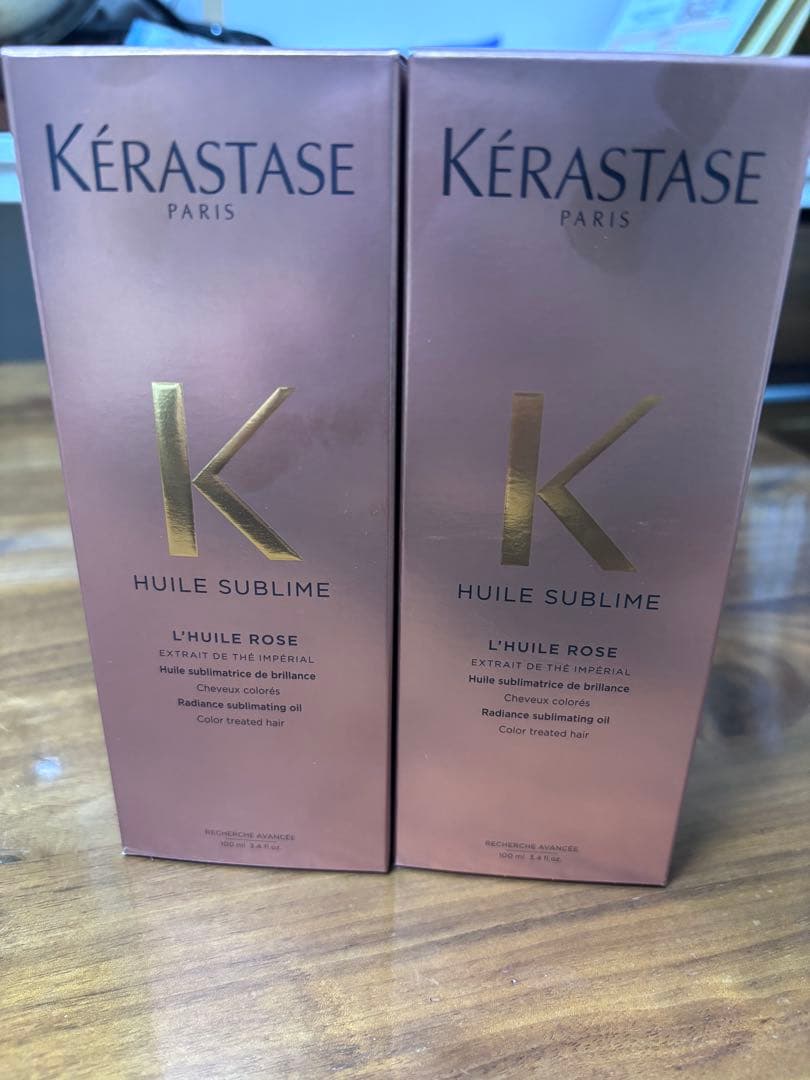 KÉRASTASE
PARIS
K
HUILE SUBLIME
L'HUILE ROSE
EXTRAIT DE THÉ IMPÉRIAL
Huile sublimatrice de brillance
Cheveux colorés
Radiance sublimating oil
Color treated hair
RECHERCHE AVANCÉE
100 ml 3.4 fl.oz.
KÉRASTASE
PARIS
K
HUILE SUBLIME
L'HUILE ROSE
EXTRAIT DE THÉ IMPÉRIAL
Huile sublimatrice de brillance
Cheveux colorés
Radiance sublimating oil
Color treated hair
RECHERCHE AVANCÉE
100 ml 3.4 fl.oz.